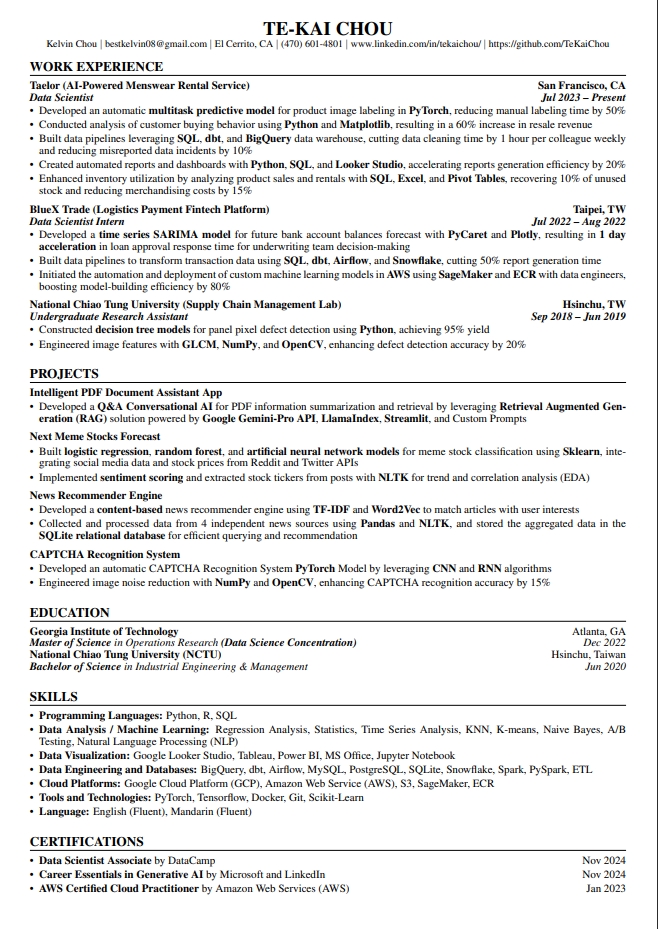 TE-KAI CHOU
Kelvin Chou | bestkelvin08@gmail.com | El Cerrito, CA | (470) 601-4801 | www.linkedin.com/in/tekaichou/ | https://github.com/TeKaiChou
WORK EXPERIENCE
Taelor (AI-Powered Menswear Rental Service) San Francisco, CA
Data Scientist Jul 2023 – Present
• Developed an automatic multitask predictive model for product image labeling in PyTorch, reducing manual labeling time by 50%
• Conducted analysis of customer buying behavior using Python and Matplotlib, resulting in a 60% increase in resale revenue
• Built data pipelines leveraging SQL, dbt, and BigQuery data warehouse, cutting data cleaning time by 1 hour per colleague weekly
and reducing misreported data incidents by 10%
• Created automated reports and dashboards with Python, SQL, and Looker Studio, accelerating reports generation efficiency by 20%
• Enhanced inventory utilization by analyzing product sales and rentals with SQL, Excel, and Pivot Tables, recovering 10% of unused
stock and reducing merchandising costs by 15%
BlueX Trade (Logistics Payment Fintech Platform) Taipei, TW
Data Scientist Intern Jul 2022 – Aug 2022
• Developed a time series SARIMA model for future bank account balances forecast with PyCaret and Plotly, resulting in 1 day
acceleration in loan approval response time for underwriting team decision-making
• Built data pipelines to transform transaction data using SQL, dbt, Airflow, and Snowflake, cutting 50% report generation time
• Initiated the automation and deployment of custom machine learning models in AWS using SageMaker and ECR with data engineers,
boosting model-building efficiency by 80%
National Chiao Tung University (Supply Chain Management Lab) Hsinchu, TW
Undergraduate Research Assistant Sep 2018 – Jun 2019
• Constructed decision tree models for panel pixel defect detection using Python, achieving 95% yield
• Engineered image features with GLCM, NumPy, and OpenCV, enhancing defect detection accuracy by 20%
PROJECTS
Intelligent PDF Document Assistant App
• Developed a Q&A Conversational AI for PDF information summarization and retrieval by leveraging Retrieval Augmented Gen-
eration (RAG) solution powered by Google Gemini-Pro API, LlamaIndex, Streamlit, and Custom Prompts
Next Meme Stocks Forecast
• Built logistic regression, random forest, and artificial neural network models for meme stock classification using Sklearn, inte-
grating social media data and stock prices from Reddit and Twitter APIs
• Implemented sentiment scoring and extracted stock tickers from posts with NLTK for trend and correlation analysis (EDA)
News Recommender Engine
• Developed a content-based news recommender engine using TF-IDF and Word2Vec to match articles with user interests
• Collected and processed data from 4 independent news sources using Pandas and NLTK, and stored the aggregated data in the
SQLite relational database for efficient querying and recommendation
CAPTCHA Recognition System
• Developed an automatic CAPTCHA Recognition System PyTorch Model by leveraging CNN and RNN algorithms
• Engineered image noise reduction with NumPy and OpenCV, enhancing CAPTCHA recognition accuracy by 15%
EDUCATION
Georgia Institute of Technology Atlanta, GA
Master of Science in Operations Research (Data Science Concentration) Dec 2022
National Chiao Tung University (NCTU) Hsinchu, Taiwan
Bachelor of Science in Industrial Engineering & Management Jun 2020
SKILLS
• Programming Languages: Python, R, SQL
• Data Analysis / Machine Learning: Regression Analysis, Statistics, Time Series Analysis, KNN, K-means, Naive Bayes, A/B
Testing, Natural Language Processing (NLP)
• Data Visualization: Google Looker Studio, Tableau, Power BI, MS Office, Jupyter Notebook
• Data Engineering and Databases: BigQuery, dbt, Airflow, MySQL, PostgreSQL, SQLite, Snowflake, Spark, PySpark, ETL
• Cloud Platforms: Google Cloud Platform (GCP), Amazon Web Service (AWS), S3, SageMaker, ECR
• Tools and Technologies: PyTorch, Tensorflow, Docker, Git, Scikit-Learn
• Language: English (Fluent), Mandarin (Fluent)
CERTIFICATIONS
• Data Scientist Associate by DataCamp Nov 2024
• Career Essentials in Generative AI by Microsoft and LinkedIn Nov 2024
• AWS Certified Cloud Practitioner by Amazon Web Services (AWS) Jan 2023